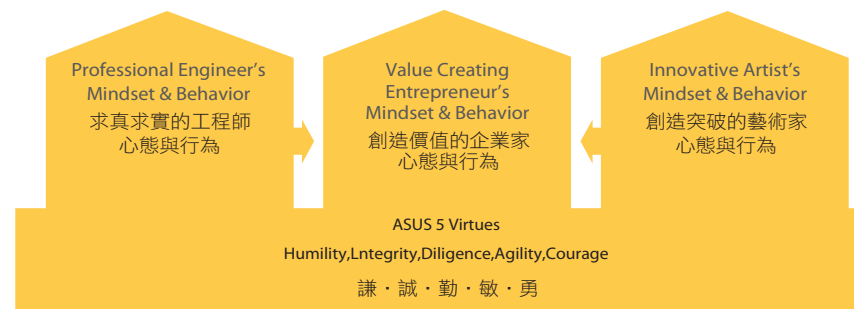 Professional Engineer's
Mindset & Behavior
求真求實的工程師
心態與行為
Value Creating
Entrepreneur's
Mindset & Behavior
創造價值的企業家
心態與行為
Innovative Artist's
Mindset & Behavior
創造突破的藝術家
心態與行為
ASUS 5 Virtues
Humility,Lntegrity,Diligence,Agility,Courage
謙・誠・勤・敏・勇